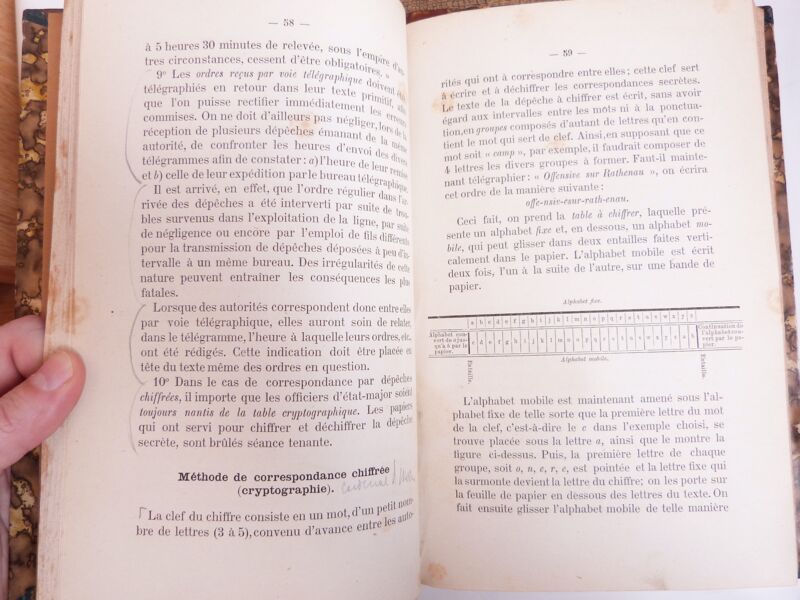 — 58 —
à 5 heures 30 minutes de relevée, sous l'empire d'au-
tres circonstances, cessent d'être obligatoires, »
9° Les ordres reçus par voie télégraphique doivent être
télégraphiés en retour dans leur texte primitif, afin
que l'on puisse rectifier immédiatement les erreurs
commises. On ne doit d'ailleurs pas négliger, lors de la
réception de plusieurs dépêches émanant de la même
autorité, de confronter les heures d'envoi des divers
télégrammes afin de constater : a) l'heure de leur remise
et b) celle de leur expédition par le bureau télégraphique.
Il est arrivé, en effet, que l'ordre régulier dans l'ar-
rivée des dépêches a été interverti par suite de trou-
bles survenus dans l'exploitation de la ligne, par suite
de négligence ou encore par l'emploi de fils différents
pour la transmission de dépêches déposées à peu d'in-
tervalle à un même bureau. Des irrégularités de cette
nature peuvent entraîner les conséquences les plus
fatales.
Lorsque des autorités correspondent donc entre elles
par voie télégraphique, elles auront soin de relater,
dans le télégramme, l'heure à laquelle leurs ordres, etc.
ont été rédigés. Cette indication doit être placée en
tête du texte même des ordres en question.
10° Dans le cas de correspondance par dépêches
chiffrées, il importe que les officiers d'état-major soient
toujours nantis de la table cryptographique. Les papiers
qui ont servi pour chiffrer et déchiffrer la dépêche
secrète, sont brûlés séance tenante.
Méthode de correspondance chiffrée
(cryptographie).
La clef du chiffre consiste en un mot, d'un petit nom-
bre de lettres (3 à 5), convenu d'avance entre les auto-
— 59 —
rités qui ont à correspondre entre elles ; cette clef sert
à écrire et à déchiffrer les correspondances secrètes.
Le texte de la dépêche à chiffrer est écrit, sans avoir
égard aux intervalles entre les mots ni à la ponctua-
tion, en groupes composés d'autant de lettres qu'en con-
tient le mot qui sert de clef. Ainsi, en supposant que ce
mot soit « camp », par exemple, il faudrait composer de
4 lettres les divers groupes à former. Faut-il mainte-
nant télégraphier : « Offensive sur Rathenau », on écrira
cet ordre de la manière suivante :
offe-nsiv-esur-rath-enau.
Ceci fait, on prend la table à chiffrer, laquelle pré-
sente un alphabet fixe et, en dessous, un alphabet mo-
bile, qui peut glisser dans deux entailles faites verti-
calement dans le papier. L'alphabet mobile est écrit
deux fois, l'un à la suite de l'autre, sur une bande de
papier.
Alphabet fixe.
a b c d e f g h i j k l m n o p q r s t u v w x y z
Alphabet cou-
vert de a jus-
qu'à b par le
papier.
c d e f g h i j k l m n o p q r s t u v w x y z a b
Continuation de
l'alphabet cou-
vert par le pa-
pier.
Entaille.
Alphabet mobile.
Entaille.
L'alphabet mobile est maintenant amené sous l'al-
phabet fixe de telle sorte que la première lettre du mot
de la clef, c'est-à-dire le c dans l'exemple choisi, se
trouve placée sous la lettre a, ainsi que le montre la
figure ci-dessus. Puis, la première lettre de chaque
groupe, soit o, n, e, r, e, est pointée et la lettre fixe qui
la surmonte devient la lettre du chiffre ; on les porte sur
la feuille de papier en dessous des lettres du texte. On
fait ensuite glisser l'alphabet mobile de telle manière